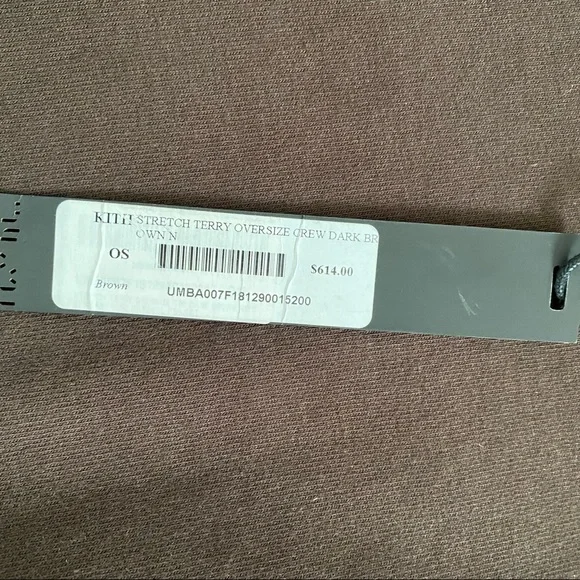 KITH STRETCH TERRY OVERSIZE CREW DARK BR
OWN N
OS
$614.00
Brown
UMBA007F181290015200